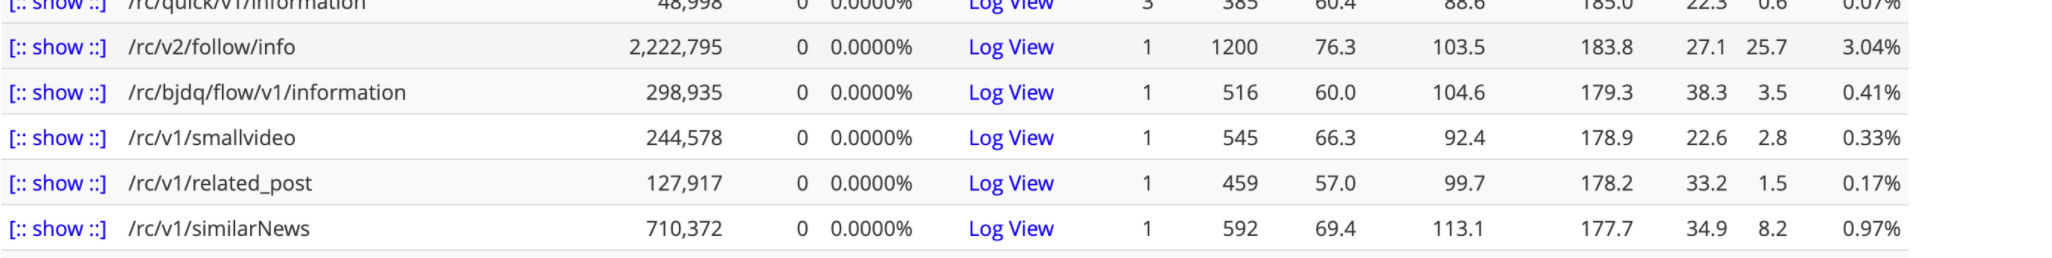 [:: show ::] /rc/quick/v1/information 48,998 0 0.0000% Log View 3 385 60.4 88.6 185.0 22.3 0.6 0.07%
[:: show ::] /rc/v2/follow/info 2,222,795 0 0.0000% Log View 1 1200 76.3 103.5 183.8 27.1 25.7 3.04%
[:: show ::] /rc/bjdq/flow/v1/information 298,935 0 0.0000% Log View 1 516 60.0 104.6 179.3 38.3 3.5 0.41%
[:: show ::] /rc/v1/smallvideo 244,578 0 0.0000% Log View 1 545 66.3 92.4 178.9 22.6 2.8 0.33%
[:: show ::] /rc/v1/related_post 127,917 0 0.0000% Log View 1 459 57.0 99.7 178.2 33.2 1.5 0.17%
[:: show ::] /rc/v1/similarNews 710,372 0 0.0000% Log View 1 592 69.4 113.1 177.7 34.9 8.2 0.97%